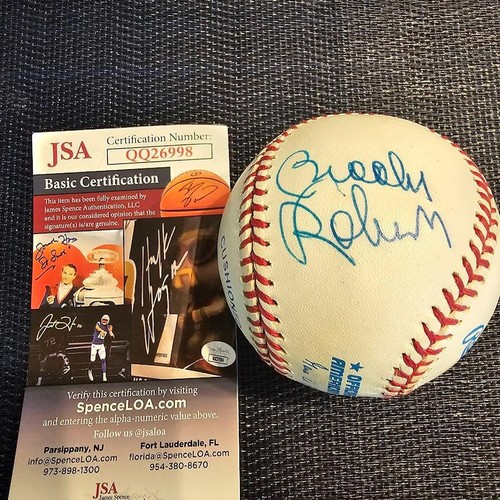 JSA
Certification Number:
QQ26998
Basic Certification
This item has been fully examined by
James Spence Authentication, LLC
and it is our considered opinion that the
signature(s) is/are genuine.
Verify this certification by visiting
SpenceLOA.com
and entering the alpha-numeric value above.
Follow us @jsaloa
Parsippany, NJ
info@SpenceLOA.com
973-898-1300
Fort Lauderdale, FL
florida@SpenceLOA.com
954-380-8670
JSA
James Spence
Brooks
Robinson
CUSHION